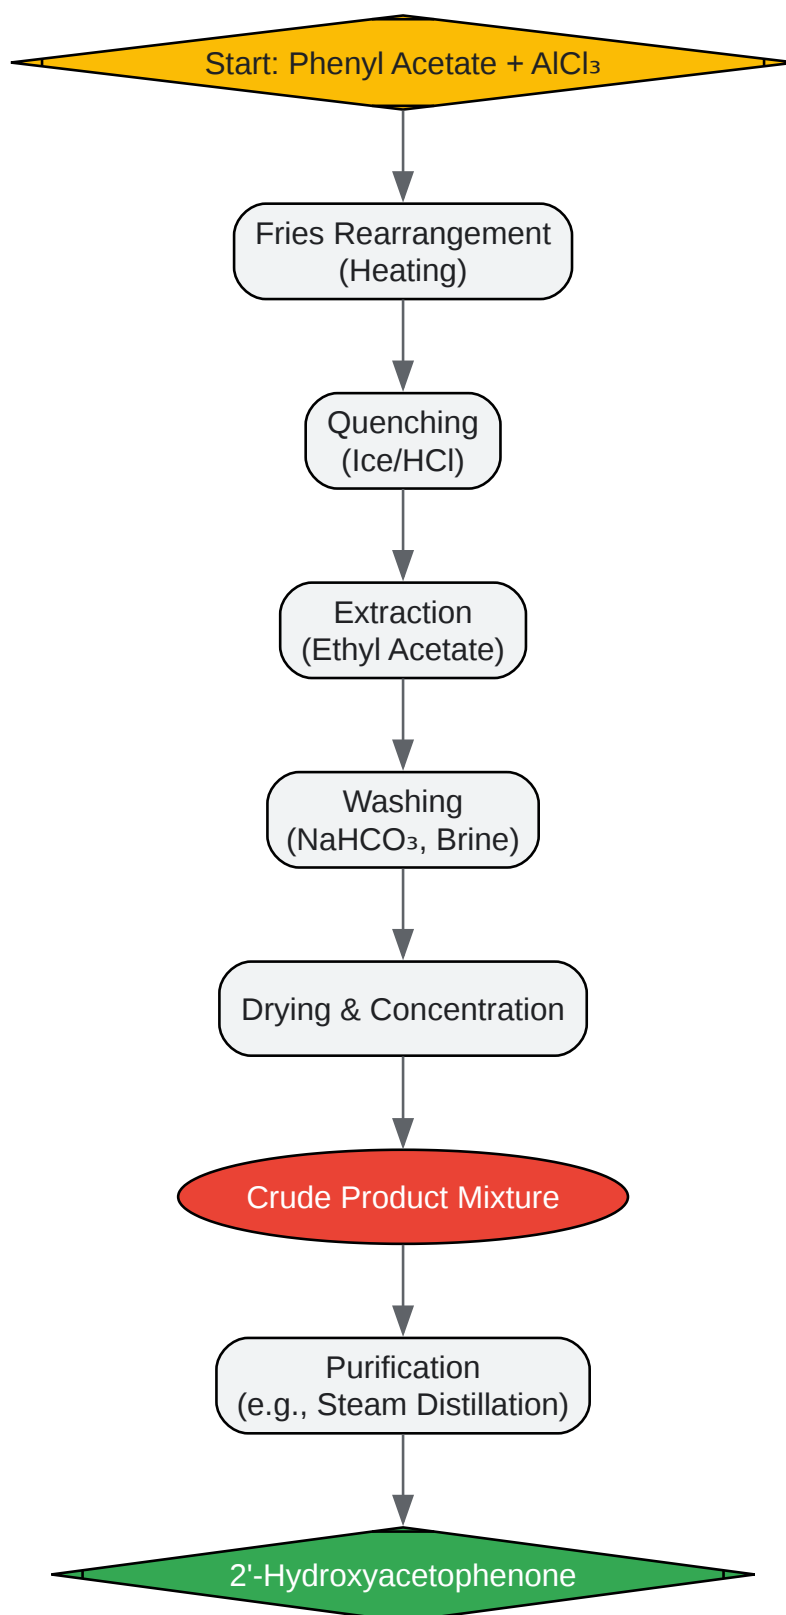 Start: Phenyl Acetate + AlCl₃
Fries Rearrangement
(Heating)
Quenching
(Ice/HCl)
Extraction
(Ethyl Acetate)
Washing
(NaHCO₃, Brine)
Drying & Concentration
Crude Product Mixture
Purification
(e.g., Steam Distillation)
2'-Hydroxyacetophenone